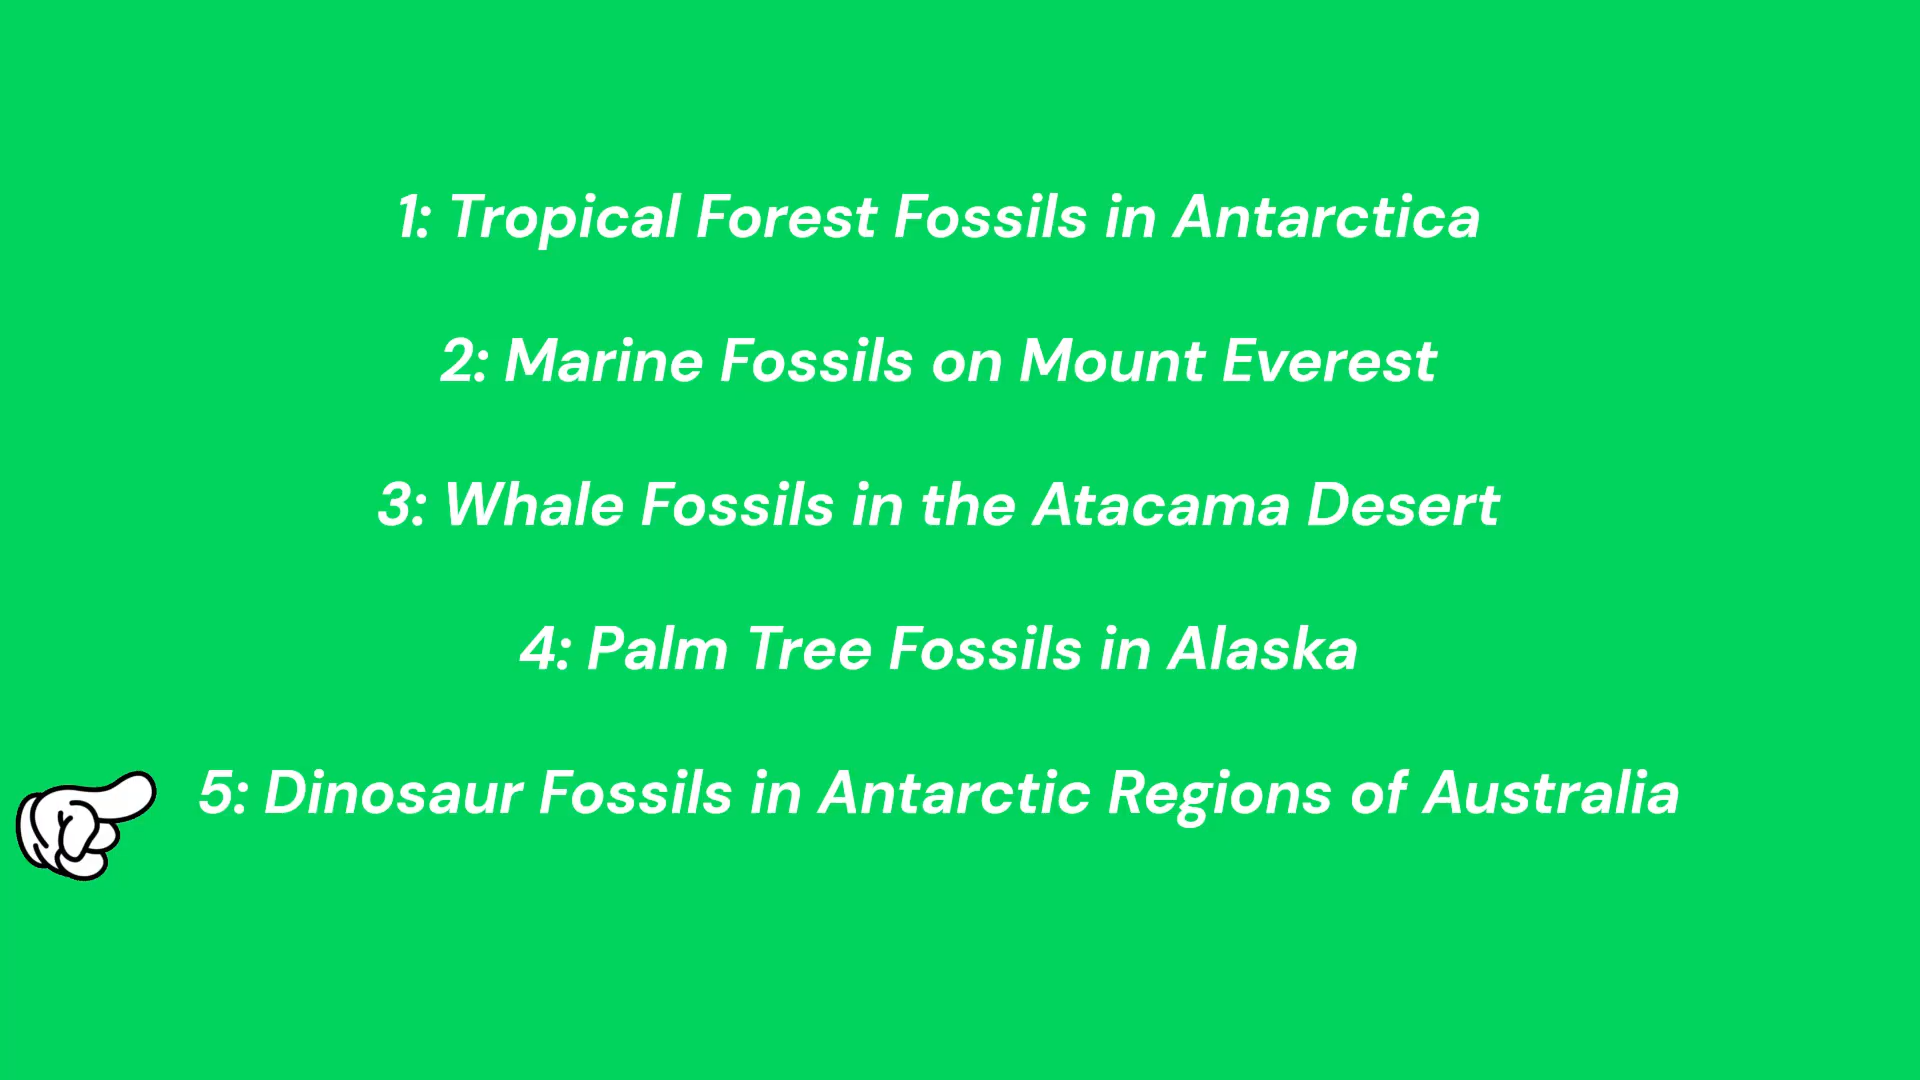 1: Tropical Forest Fossils in Antarctica
2: Marine Fossils on Mount Everest
3: Whale Fossils in the Atacama Desert
4: Palm Tree Fossils in Alaska
5: Dinosaur Fossils in Antarctic Regions of Australia